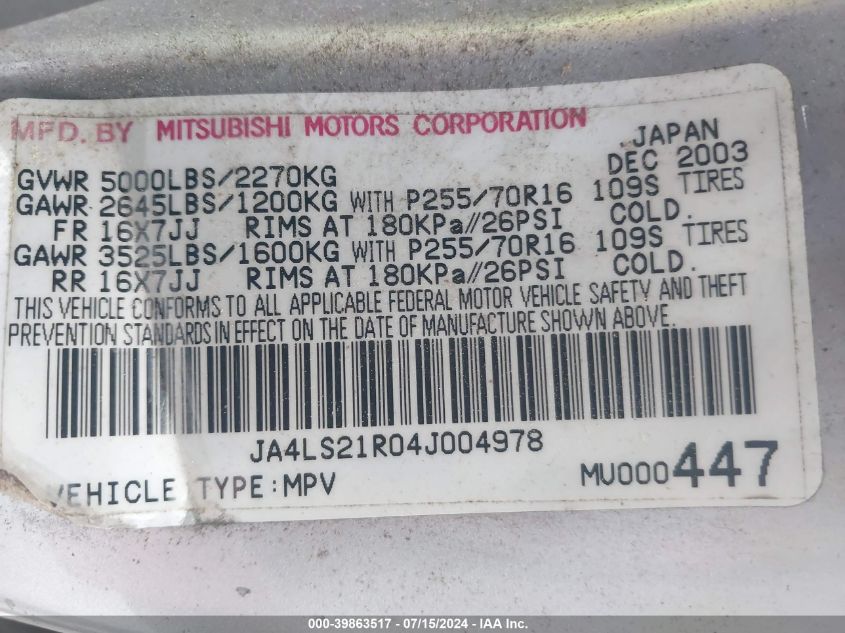 MFD. BY MITSUBISHI MOTORS CORPORATION JAPAN
GVWR 5000LBS/2270KG DEC 2003
GAWR 2645LBS/1200KG WITH P255/70R16 109S TIRES
FR 16X7JJ RIMS AT 180KPa//26PSI COLD.
GAWR 3525LBS/1600KG WITH P255/70R16 109S TIRES
RR 16X7JJ RIMS AT 180KPa//26PSI COLD.
THIS VEHICLE CONFORMS TO ALL APPLICABLE FEDERAL MOTOR VEHICLE SAFETY AND THEFT
PREVENTION STANDARDS IN EFFECT ON THE DATE OF MANUFACTURE SHOWN ABOVE.
JA4LS21R04J004978
VEHICLE TYPE:MPV MU000447
000-39863517 - 07/15/2024 - IAA Inc.